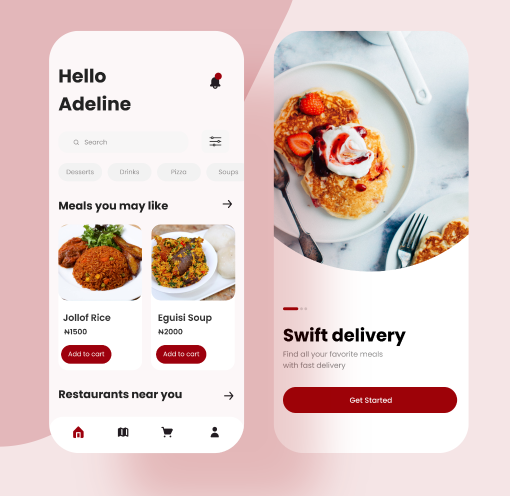 Hello
Adeline
Search
Desserts
Drinks
Pizza
Soups
Meals you may like
Jollof Rice
₦1500
Add to cart
Eguisi Soup
₦2000
Add to cart
Restaurants near you
Swift delivery
Find all your favorite meals
with fast delivery
Get Started